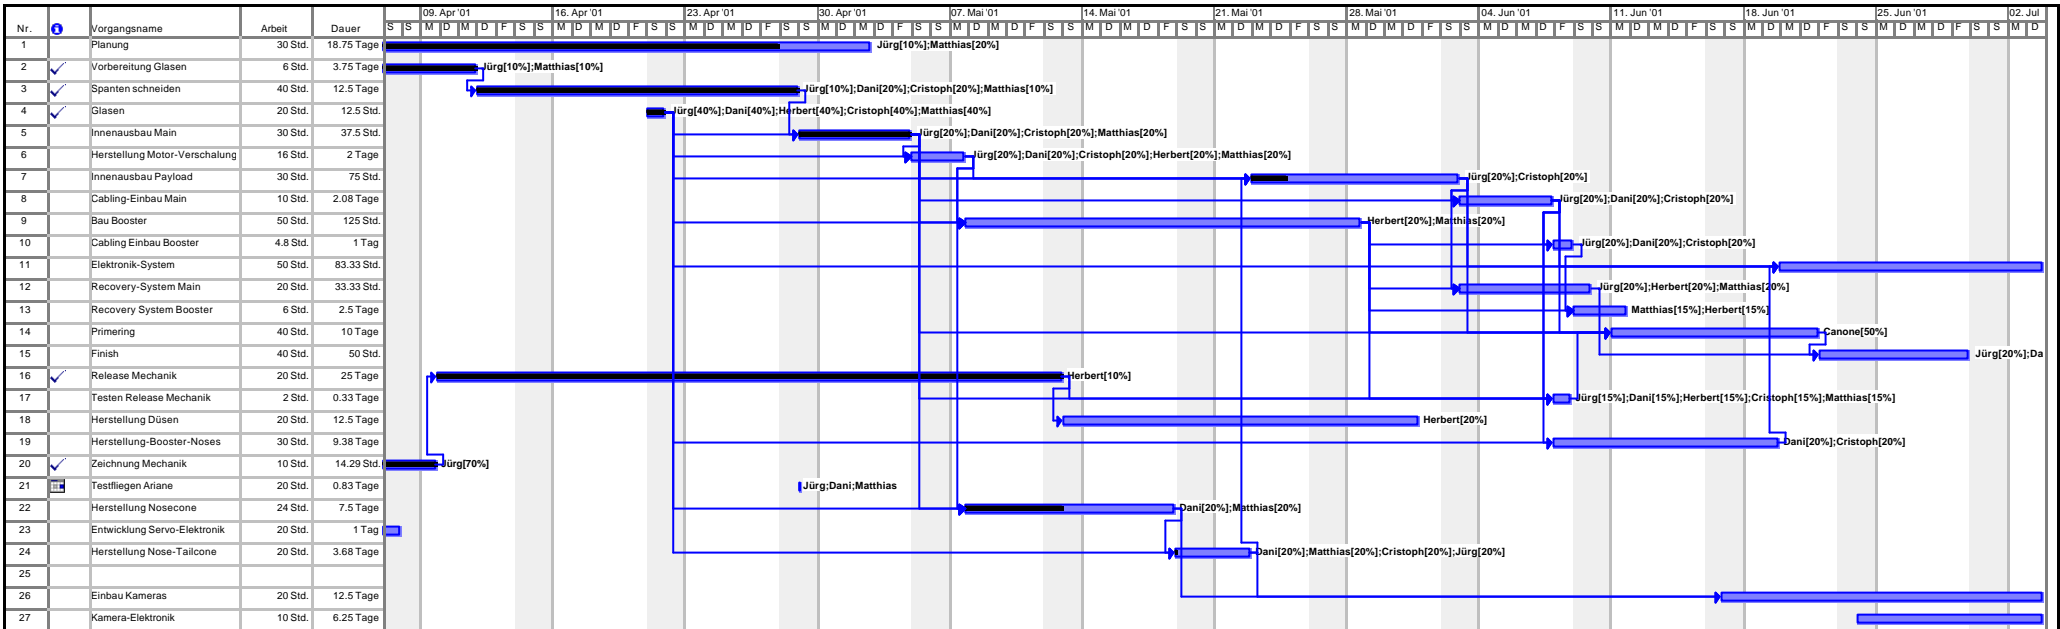 09. Apr '01 16. Apr '01 23. Apr '01 30. Apr '01 07. Mai '01 14. Mai '01 21. Mai '01 28. Mai '01 04. Jun '01 11. Jun '01 18. Jun '01 25. Jun '01 02. Jul
Nr. Vorgangsname Arbeit Dauer S S M D M D F S S M D M D F S S M D M D F S S M D M D F S S M D M D F S S M D M D F S S M D M D F S S M D M D F S S M D M D F S S M D M D F S S M D M D F S S M D M D F S S M D
1 Planung 30 Std. 18.75 Tage Jürg[10%];Matthias[20%]
2 Vorbereitung Glasen 6 Std. 3.75 Tage Jürg[10%];Matthias[10%]
3 Spanten schneiden 40 Std. 12.5 Tage Jürg[10%];Dani[20%];Cristoph[20%];Matthias[10%]
4 Glasen 20 Std. 12.5 Std. Jürg[40%];Dani[40%];Herbert[40%];Cristoph[40%];Matthias[40%]
5 Innenausbau Main 30 Std. 37.5 Std. Jürg[20%];Dani[20%];Cristoph[20%];Matthias[20%]
6 Herstellung Motor-Verschalung 16 Std. 2 Tage Jürg[20%];Dani[20%];Cristoph[20%];Herbert[20%];Matthias[20%]
7 Innenausbau Payload 30 Std. 75 Std. Jürg[20%];Cristoph[20%]
8 Cabling-Einbau Main 10 Std. 2.08 Tage Jürg[20%];Dani[20%];Cristoph[20%]
9 Bau Booster 50 Std. 125 Std. Herbert[20%];Matthias[20%]
10 Cabling Einbau Booster 4.8 Std. 1 Tag Jürg[20%];Dani[20%];Cristoph[20%]
11 Elektronik-System 50 Std. 83.33 Std.
12 Recovery-System Main 20 Std. 33.33 Std. Jürg[20%];Herbert[20%];Matthias[20%]
13 Recovery System Booster 6 Std. 2.5 Tage Matthias[15%];Herbert[15%]
14 Primering 40 Std. 10 Tage Canone[50%]
15 Finish 40 Std. 50 Std. Jürg[20%];Da
16 Release Mechanik 20 Std. 25 Tage Herbert[10%]
17 Testen Release Mechanik 2 Std. 0.33 Tage Jürg[15%];Dani[15%];Herbert[15%];Cristoph[15%];Matthias[15%]
18 Herstellung Düsen 20 Std. 12.5 Tage Herbert[20%]
19 Herstellung-Booster-Noses 30 Std. 9.38 Tage Dani[20%];Cristoph[20%]
20 Zeichnung Mechanik 10 Std. 14.29 Std. Jürg[70%]
21 Testfliegen Ariane 20 Std. 0.83 Tage Jürg;Dani;Matthias
22 Herstellung Nosecone 24 Std. 7.5 Tage Dani[20%];Matthias[20%]
23 Entwicklung Servo-Elektronik 20 Std. 1 Tag
24 Herstellung Nose-Tailcone 20 Std. 3.68 Tage Dani[20%];Matthias[20%];Cristoph[20%];Jürg[20%]
25
26 Einbau Kameras 20 Std. 12.5 Tage
27 Kamera-Elektronik 10 Std. 6.25 Tage